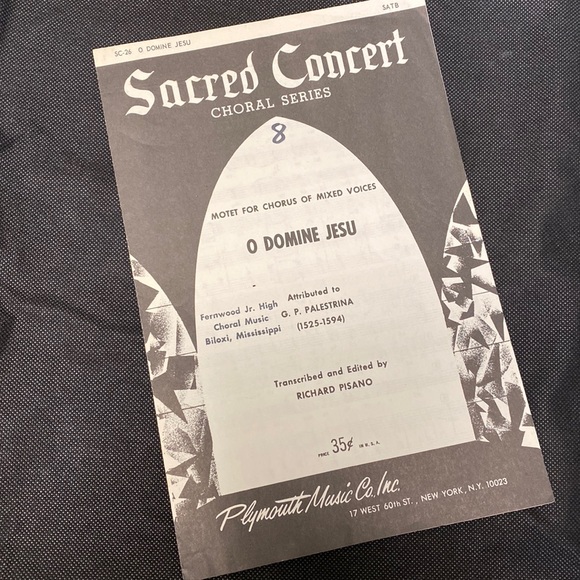 SC-26 O DOMINE JESU
SATB
Sacred Concert
CHORAL SERIES
8
MOTET FOR CHORUS OF MIXED VOICES
O DOMINE JESU
Fernwood Jr. High
Choral Music
Biloxi, Mississippi
Attributed to
G. P. PALESTRINA
(1525-1594)
Transcribed and Edited by
RICHARD PISANO
PRICE 35¢ IN U.S.A.
Plymouth Music Co., Inc.
17 WEST 60th ST., NEW YORK, N.Y. 10023